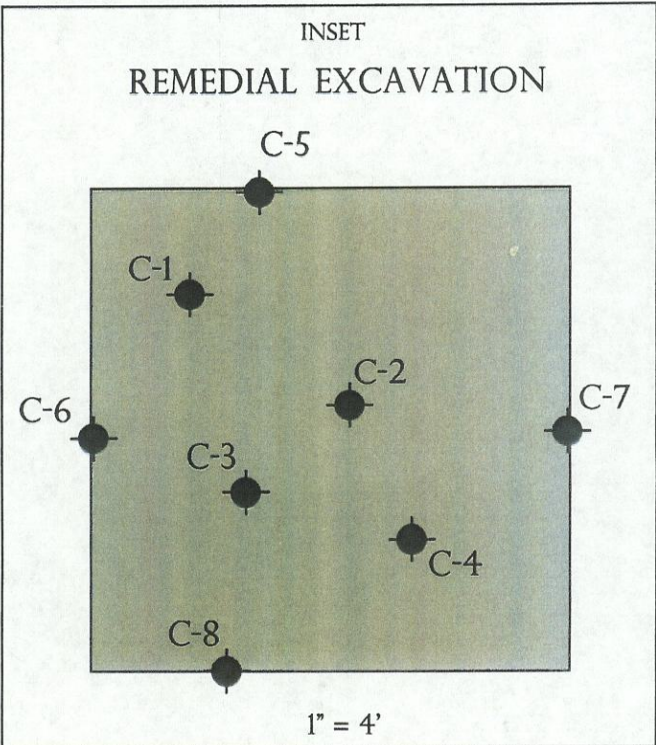 INSET
REMEDIAL EXCAVATION
C-5
C-1
C-2
C-6
C-7
C-3
C-4
C-8
1" = 4'